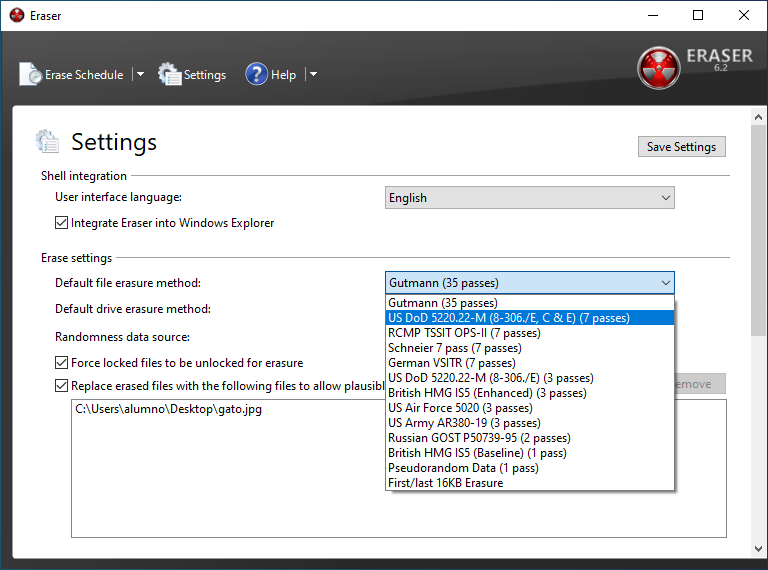 Eraser
Erase Schedule
Settings
Help
ERASER
6.2
Settings
Save Settings
Shell integration
User interface language:
English
Integrate Eraser into Windows Explorer
Erase settings
Default file erasure method:
Gutmann (35 passes)
Default drive erasure method:
Randomness data source:
Force locked files to be unlocked for erasure
Replace erased files with the following files to allow plausibl
emove
C:\Users\alumno\Desktop\gato.jpg
Gutmann (35 passes)
US DoD 5220.22-M (8-306./E, C & E) (7 passes)
RCMP TSSIT OPS-II (7 passes)
Schneier 7 pass (7 passes)
German VSITR (7 passes)
US DoD 5220.22-M (8-306./E) (3 passes)
British HMG IS5 (Enhanced) (3 passes)
US Air Force 5020 (3 passes)
US Army AR380-19 (3 passes)
Russian GOST P50739-95 (2 passes)
British HMG IS5 (Baseline) (1 pass)
Pseudorandom Data (1 pass)
First/last 16KB Erasure